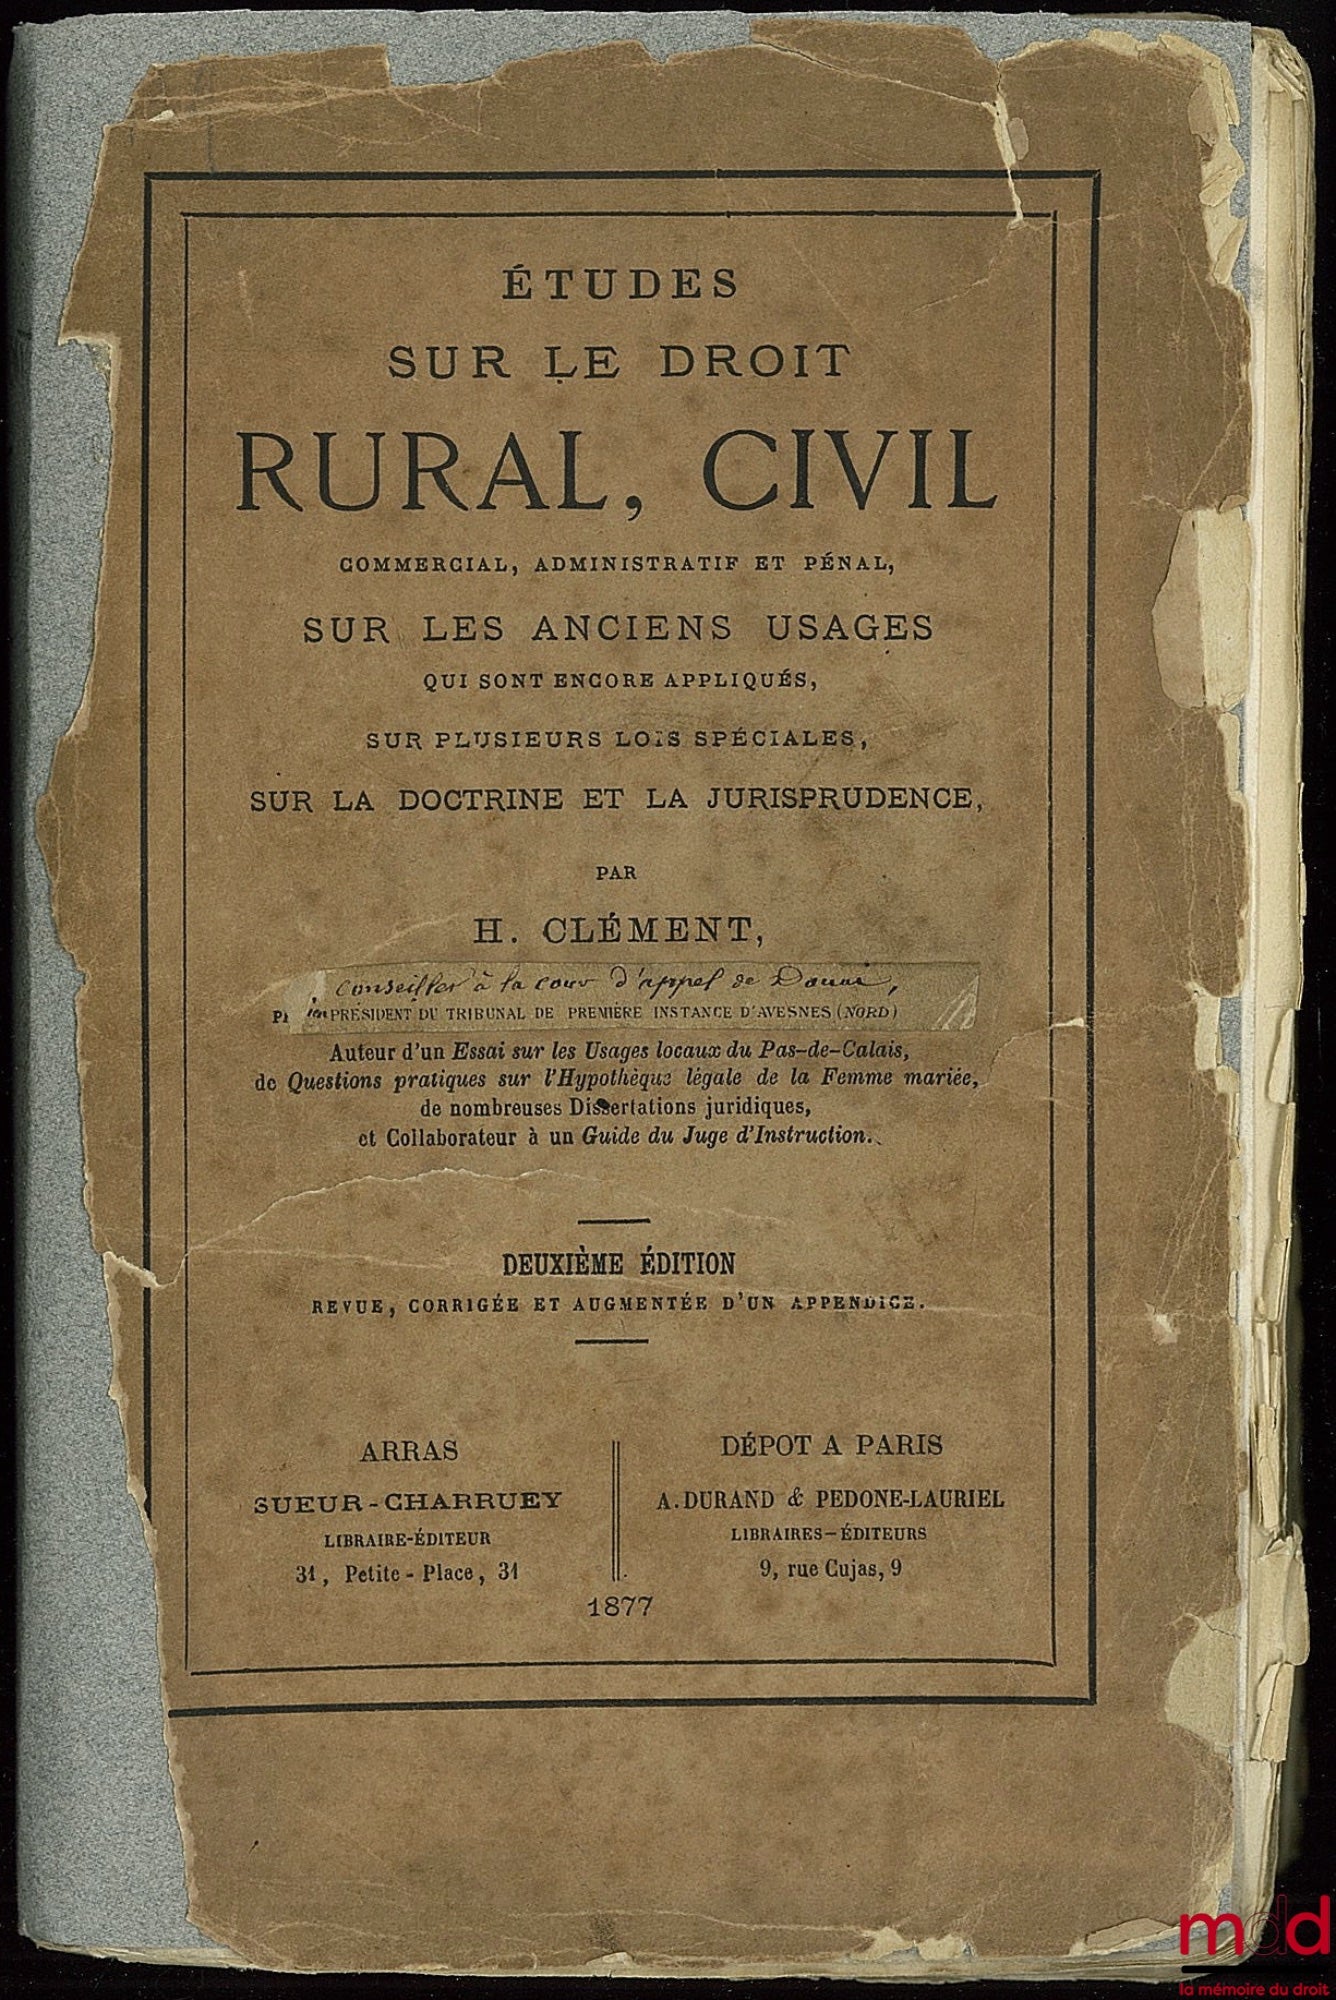 ÉTUDES
SUR LE DROIT
RURAL, CIVIL
COMMERCIAL, ADMINISTRATIF ET PÉNAL,
SUR LES ANCIENS USAGES
QUI SONT ENCORE APPLIQUÉS,
SUR PLUSIEURS LOIS SPÉCIALES,
SUR LA DOCTRINE ET LA JURISPRUDENCE,
PAR
H. CLÉMENT,
conseiller à la cour d'appel de Douai,
PRÉSIDENT DU TRIBUNAL DE PREMIÈRE INSTANCE D'AVESNES (NORD)
Auteur d'un Essai sur les Usages locaux du Pas-de-Calais,
de Questions pratiques sur l'Hypothèque légale de la Femme mariée,
de nombreuses Dissertations juridiques,
et Collaborateur à un Guide du Juge d'Instruction.
DEUXIÈME ÉDITION
REVUE, CORRIGÉE ET AUGMENTÉE D'UN APPENDICE.
ARRAS
SUEUR-CHARRUEY
LIBRAIRE-ÉDITEUR
31, Petite-Place, 31
DÉPOT A PARIS
A. DURAND & PEDONE-LAURIEL
LIBRAIRES-ÉDITEURS
9, rue Cujas, 9
1877
mdd
la mémoire du droit